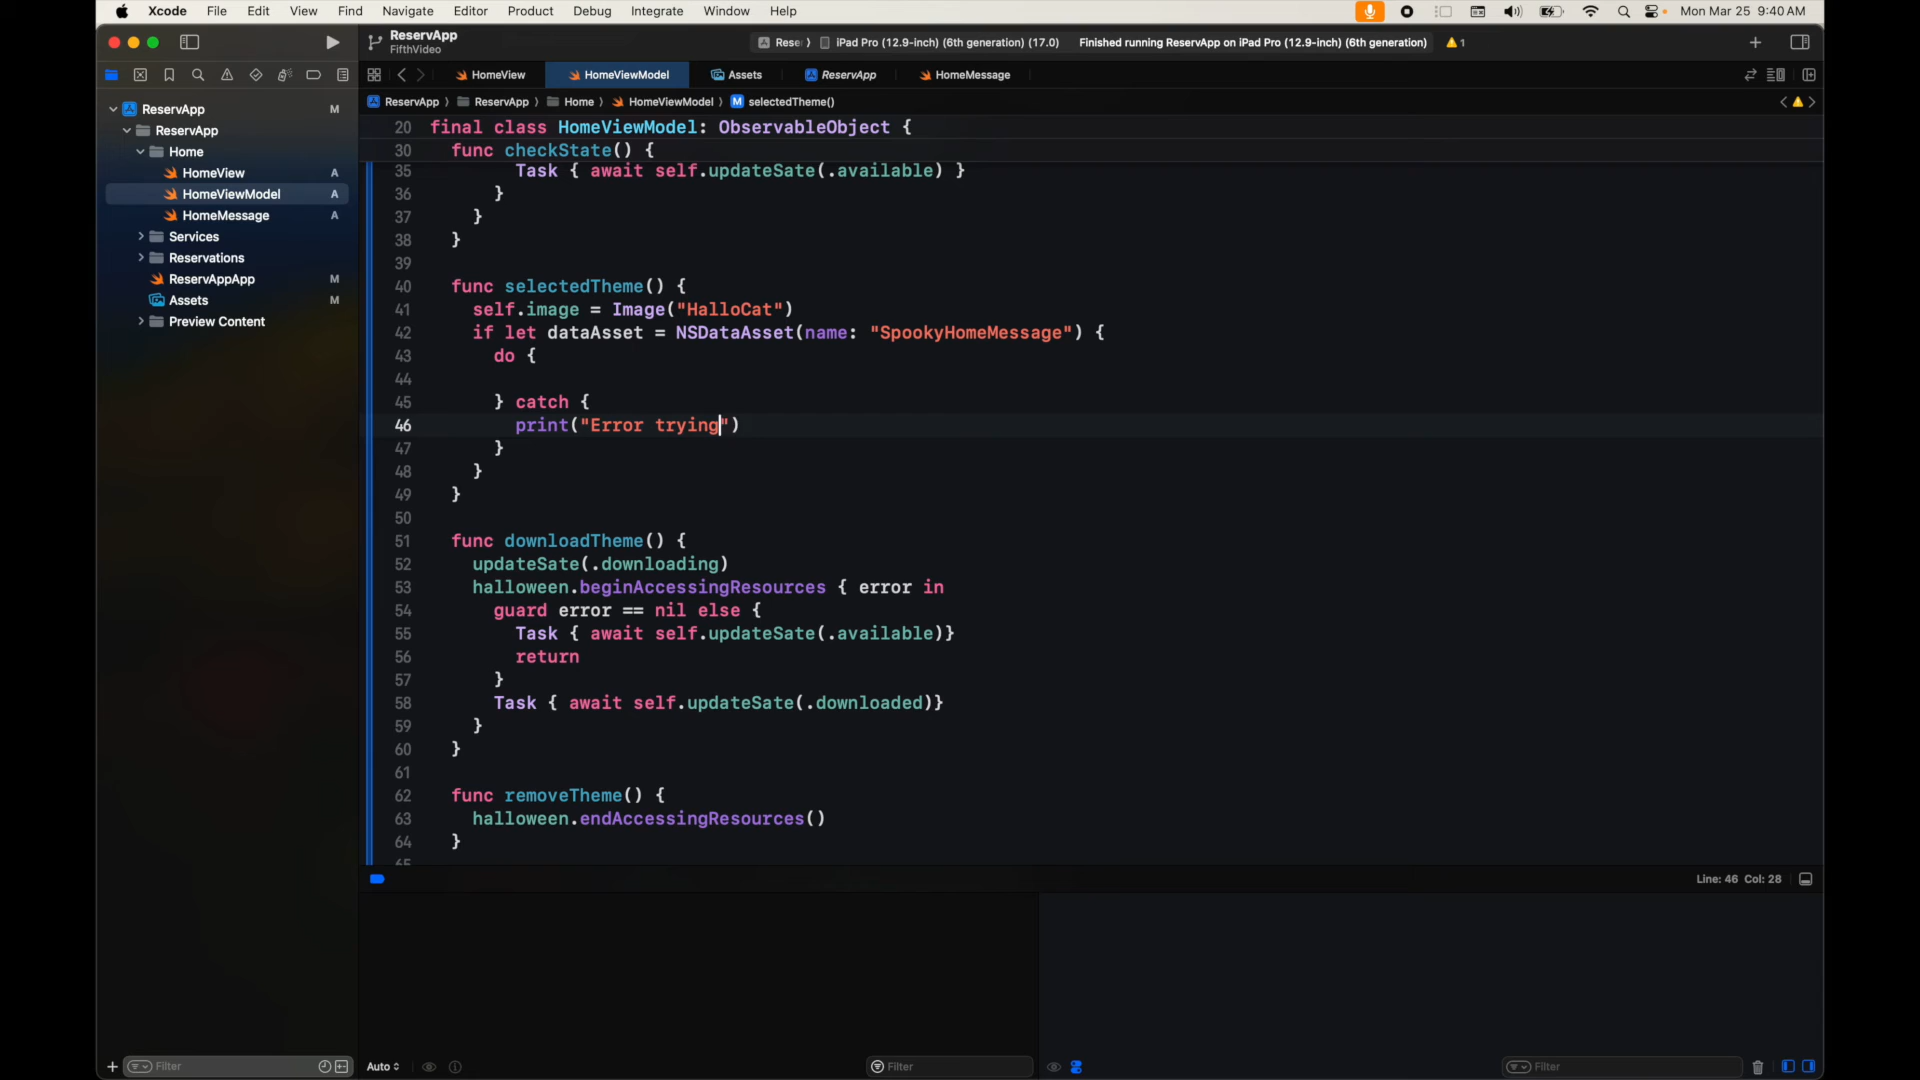 Xcode File Edit View Find Navigate Editor Product Debug Integrate Window Help Mon Mar 25 9:40 AM
ReservApp
FifthVideo
Reser iPad Pro (12.9-inch) (6th generation) (17.0) Finished running ReservApp on iPad Pro (12.9-inch) (6th generation) 1
HomeView HomeViewModel Assets ReservApp HomeMessage
ReservApp ReservApp Home HomeViewModel M selectedTheme()
ReservApp M
ReservApp
Home
HomeView A
HomeViewModel A
HomeMessage A
Services
Reservations
ReservAppApp M
Assets M
Preview Content
20 final class HomeViewModel: ObservableObject {
30 func checkState() {
35 Task { await self.updateSate(.available) }
36 }
37 }
38 }
39
40 func selectedTheme() {
41 self.image = Image("HalloCat")
42 if let dataAsset = NSDataAsset(name: "SpookyHomeMessage") {
43 do {
44
45 } catch {
46 print("Error trying")
47 }
48 }
49 }
50
51 func downloadTheme() {
52 updateSate(.downloading)
53 halloween.beginAccessingResources { error in
54 guard error == nil else {
55 Task { await self.updateSate(.available)}
56 return
57 }
58 Task { await self.updateSate(.downloaded)}
59 }
60 }
61
62 func removeTheme() {
63 halloween.endAccessingResources()
64 }
65
Line: 46 Col: 28
Filter Auto Filter Filter